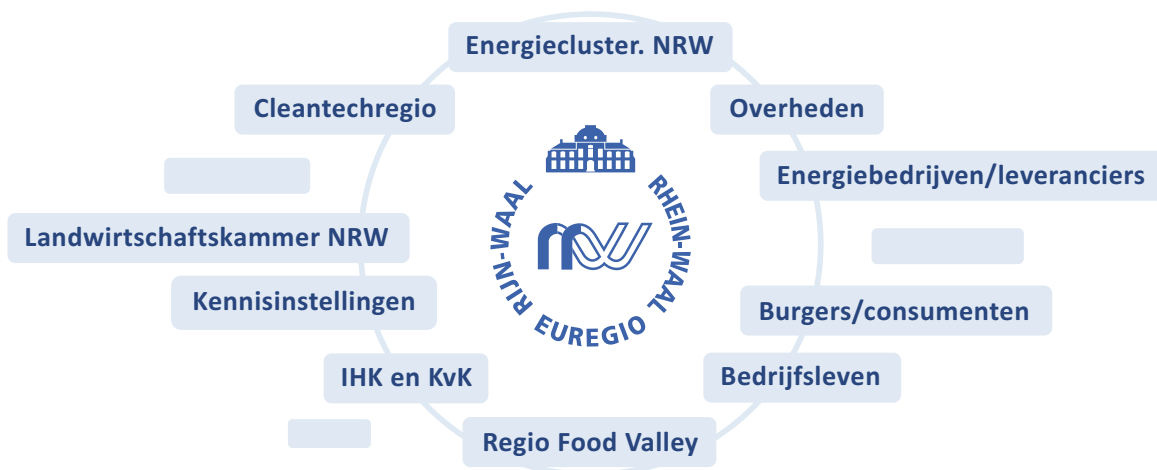 Energiecluster. NRW
Cleantechregio
Overheden
Energiebedrijven/leveranciers
Landwirtschaftskammer NRW
Kennisinstellingen
Burgers/consumenten
IHK en KvK
Bedrijfsleven
Regio Food Valley
RIJN-WAAL
RHEIN-WAAL
EUREGIO